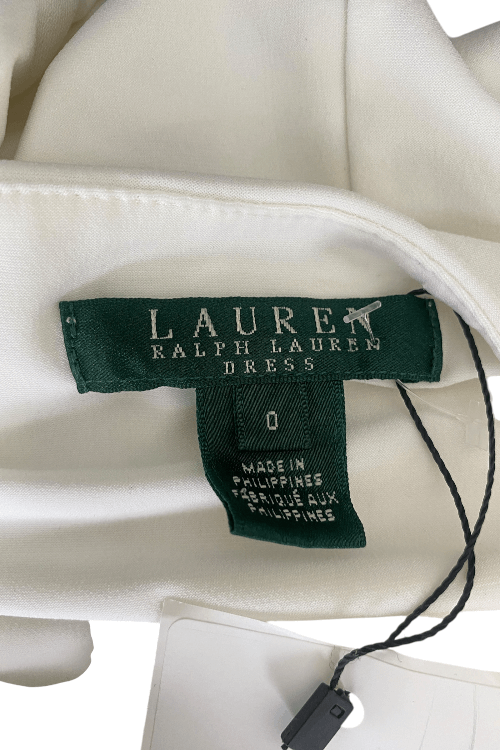 LAUREN
RALPH LAUREN
DRESS
0
MADE IN
PHILIPPINES
FABRIQUÉ AUX
PHILIPPINES